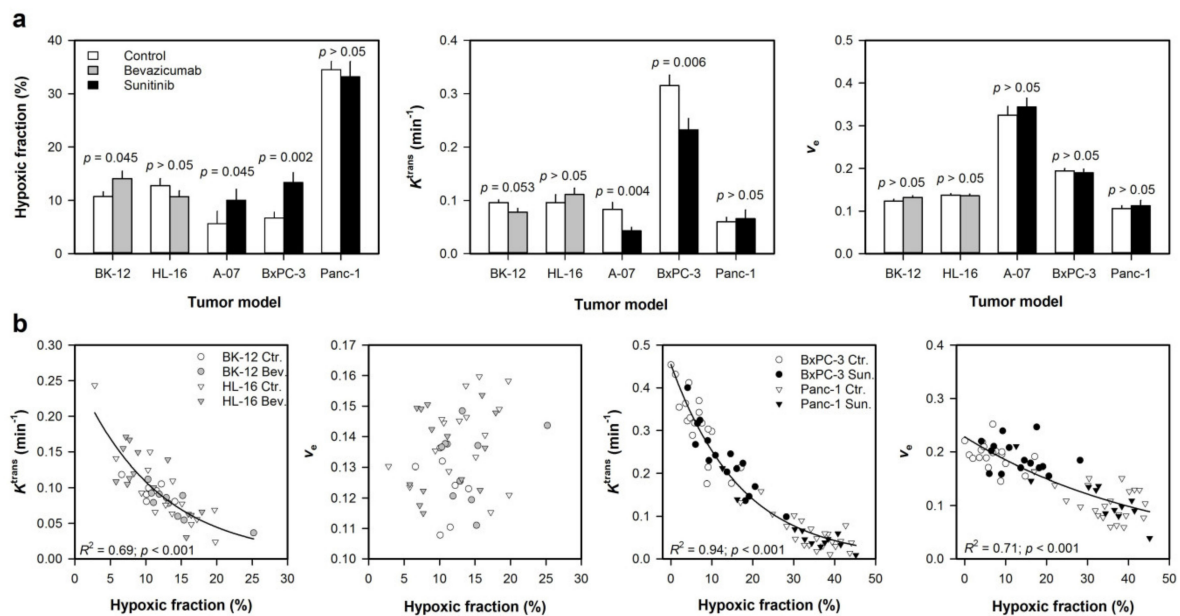 a
Hypoxic fraction (%)
40
30
20
10
0
Control
Bevazicumab
Sunitinib
p = 0.045
p > 0.05
p = 0.045
p = 0.002
p > 0.05
BK-12 HL-16 A-07 BxPC-3 Panc-1
Tumor model
Ktrans (min-1)
0.4
0.3
0.2
0.1
0.0
p = 0.053
p > 0.05
p = 0.004
p = 0.006
p > 0.05
BK-12 HL-16 A-07 BxPC-3 Panc-1
Tumor model
ve
0.5
0.4
0.3
0.2
0.1
p > 0.05
p > 0.05
p > 0.05
p > 0.05
p > 0.05
BK-12 HL-16 A-07 BxPC-3 Panc-1
Tumor model
b
Ktrans (min-1)
0.30
0.25
0.20
0.15
0.10
0.05
0.00
BK-12 Ctr.
BK-12 Bev.
HL-16 Ctr.
HL-16 Bev.
R2 = 0.69; p < 0.001
0 5 10 15 20 25 30
Hypoxic fraction (%)
ve
0.17
0.16
0.15
0.14
0.13
0.12
0.11
0.10
0 5 10 15 20 25 30
Hypoxic fraction (%)
Ktrans (min-1)
0.5
0.4
0.3
0.2
0.1
0.0
BxPC-3 Ctr.
BxPC-3 Sun.
Panc-1 Ctr.
Panc-1 Sun.
R2 = 0.94; p < 0.001
0 10 20 30 40 50
Hypoxic fraction (%)
ve
0.4
0.3
0.2
0.1
0.0
R2 = 0.71; p < 0.001
0 10 20 30 40 50
Hypoxic fraction (%)